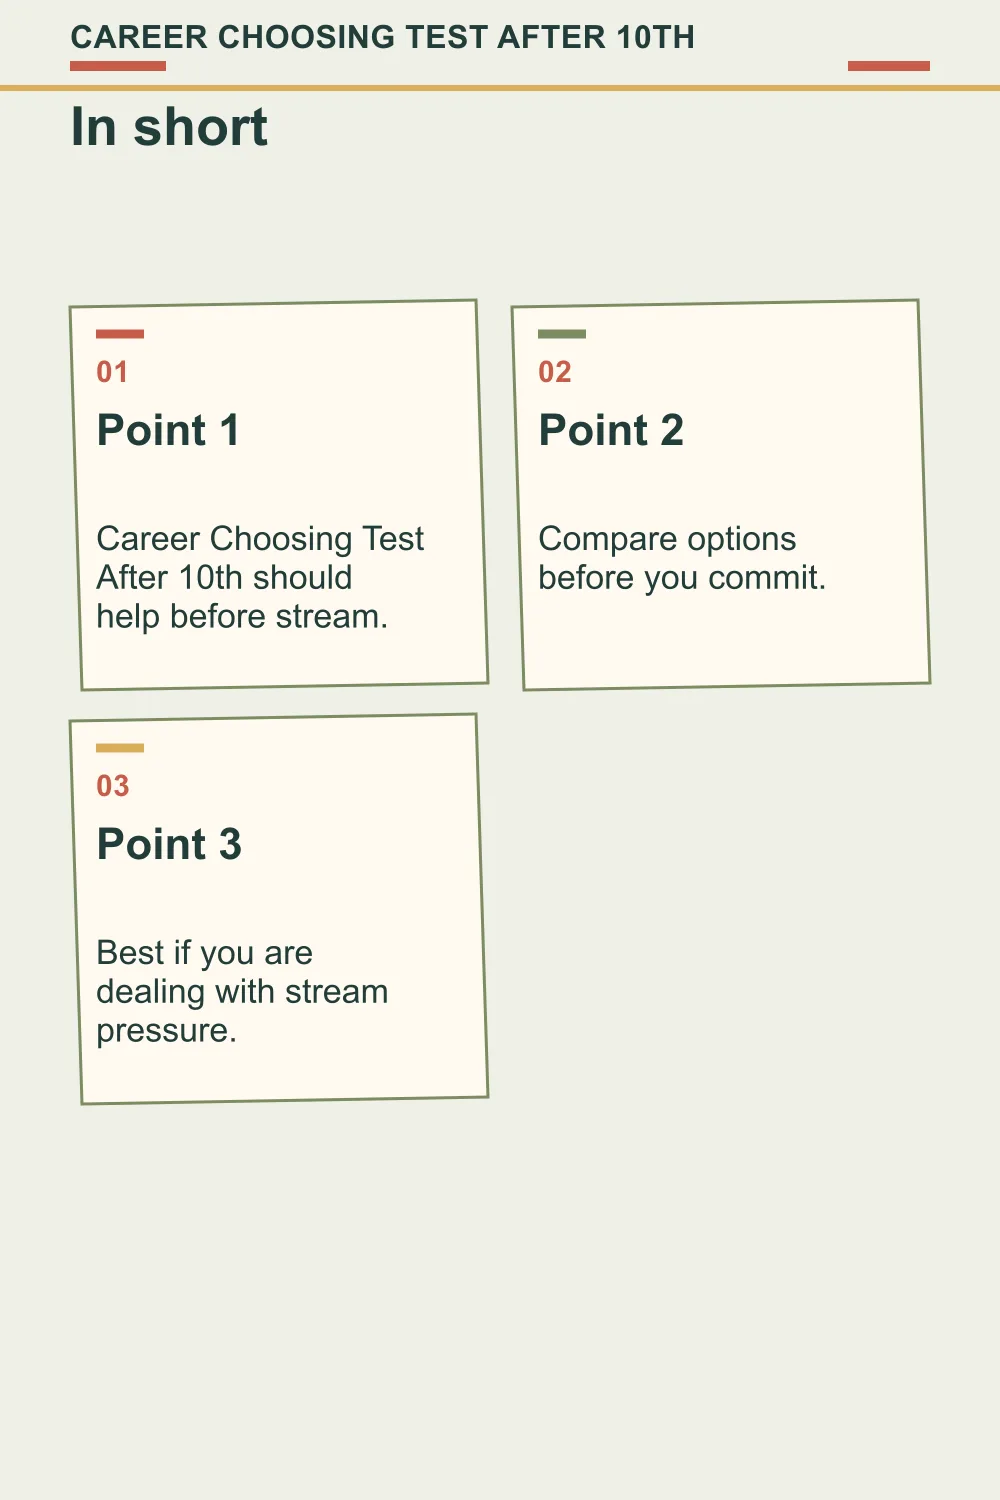 CAREER CHOOSING TEST AFTER 10TH
In short
01
Point 1
Career Choosing Test
After 10th should
help before stream.
02
Point 2
Compare options
before you commit.
03
Point 3
Best if you are
dealing with stream
pressure.